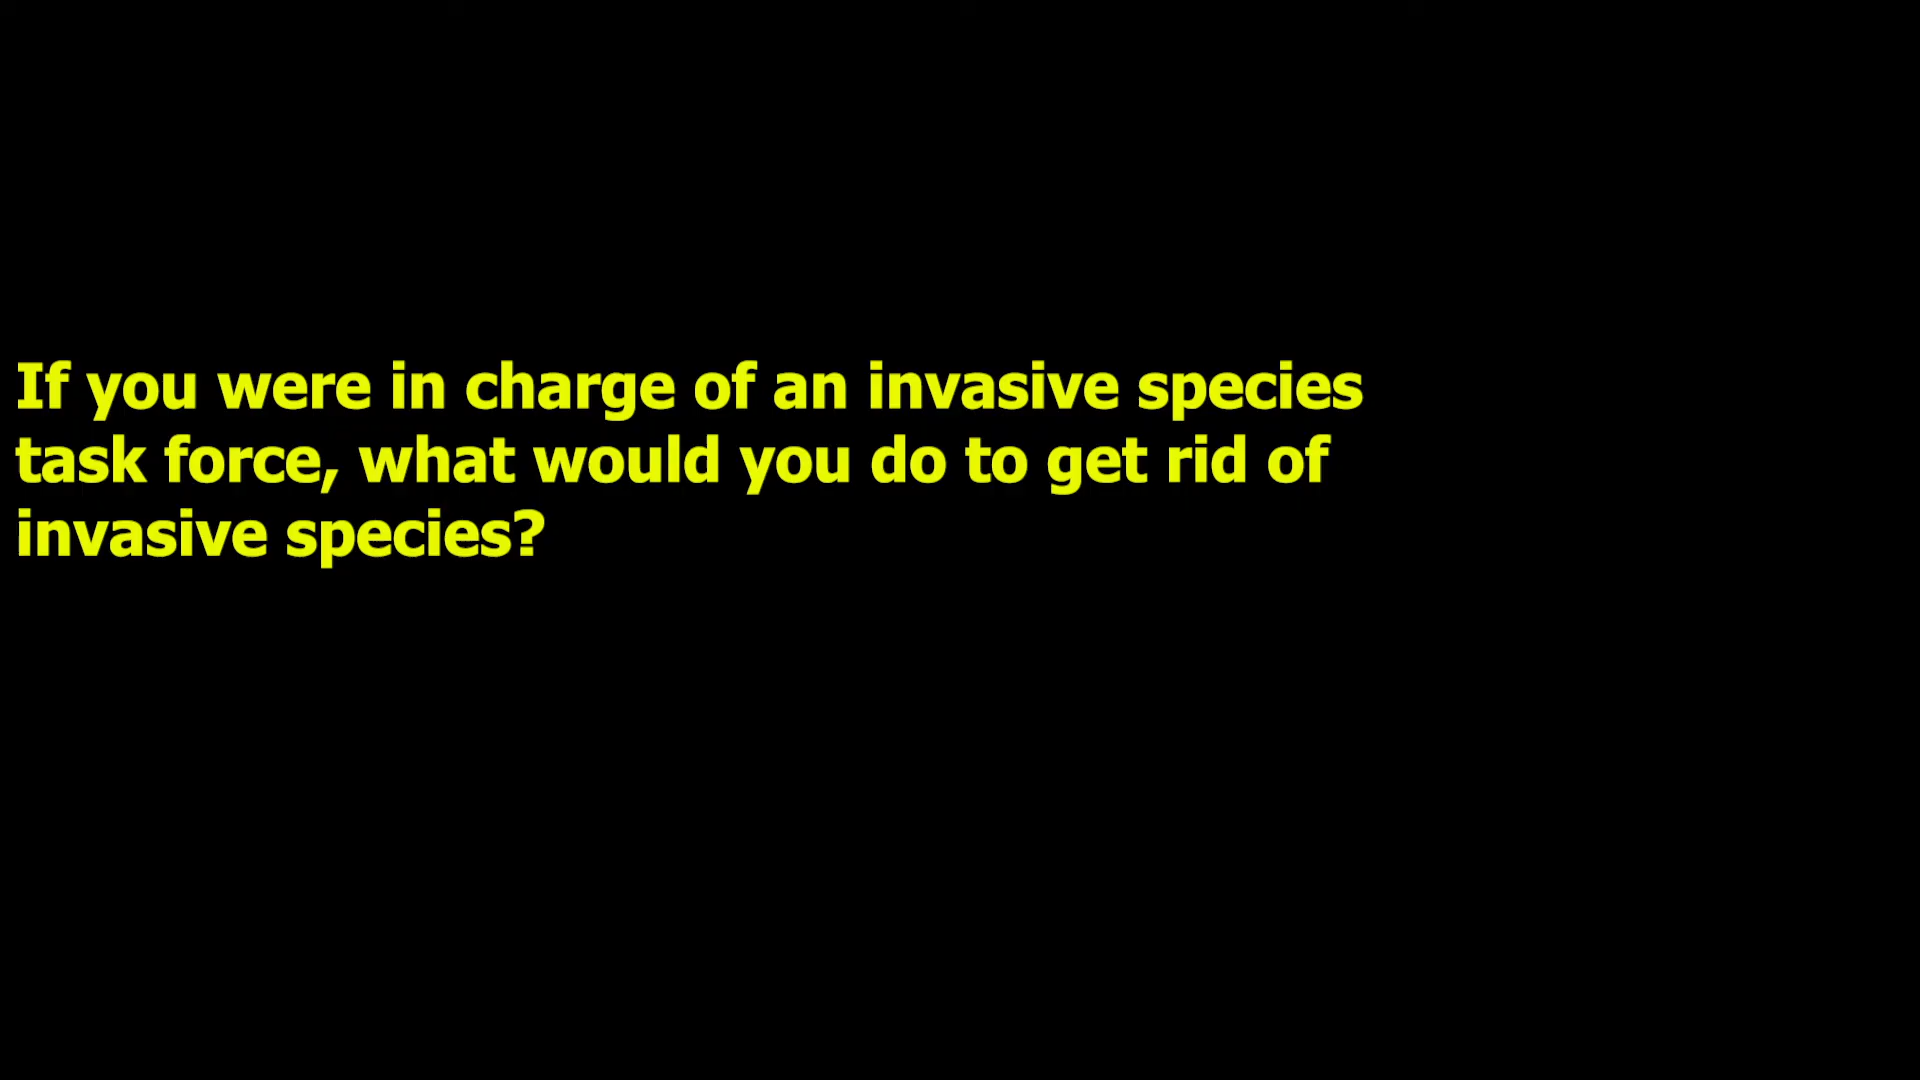 If you were in charge of an invasive species
task force, what would you do to get rid of
invasive species?